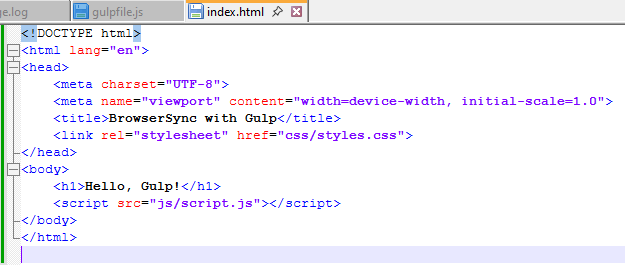 ge.log gulpfile.js index.html
<!DOCTYPE html>
<html lang="en">
<head>
    <meta charset="UTF-8">
    <meta name="viewport" content="width=device-width, initial-scale=1.0">
    <title>BrowserSync with Gulp</title>
    <link rel="stylesheet" href="css/styles.css">
</head>
<body>
    <h1>Hello, Gulp!</h1>
    <script src="js/script.js"></script>
</body>
</html>